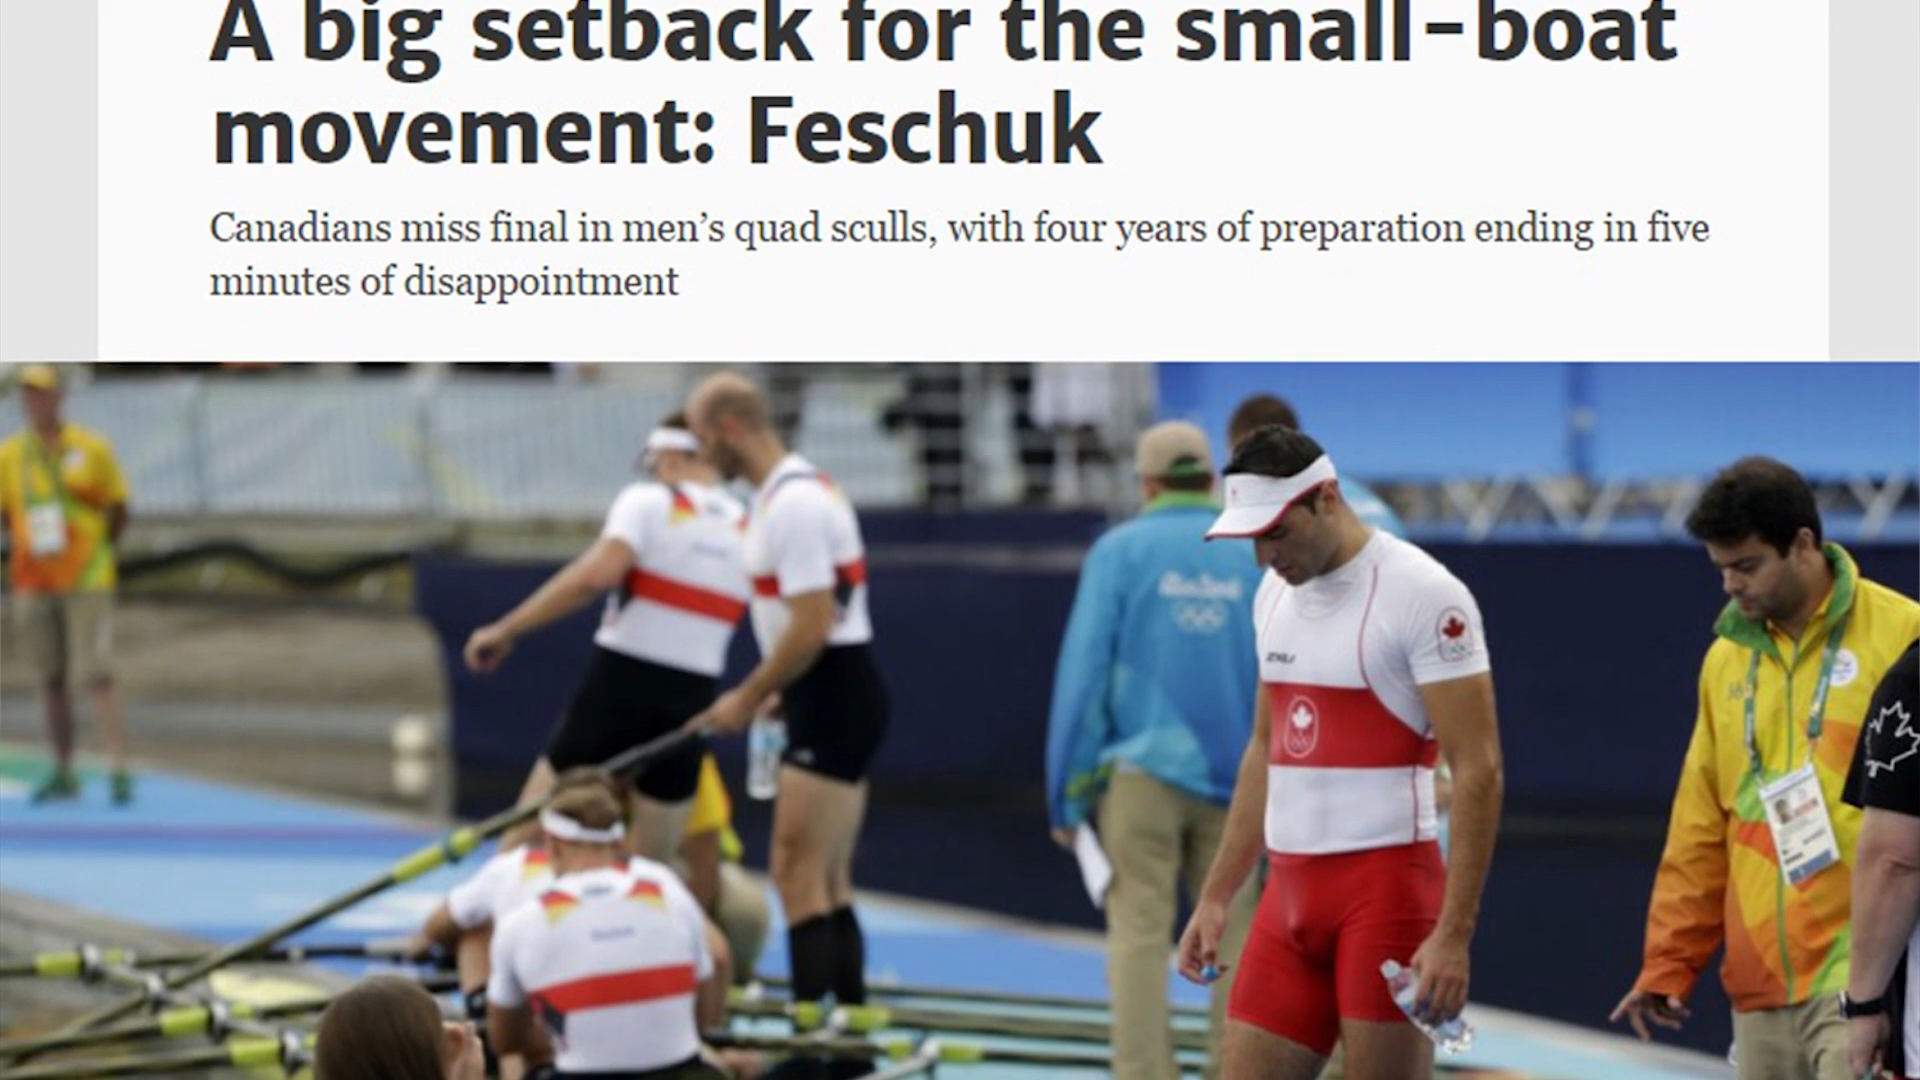 A big setback for the small-boat
movement: Feschuk
Canadians miss final in men's quad sculls, with four years of preparation ending in five
minutes of disappointment